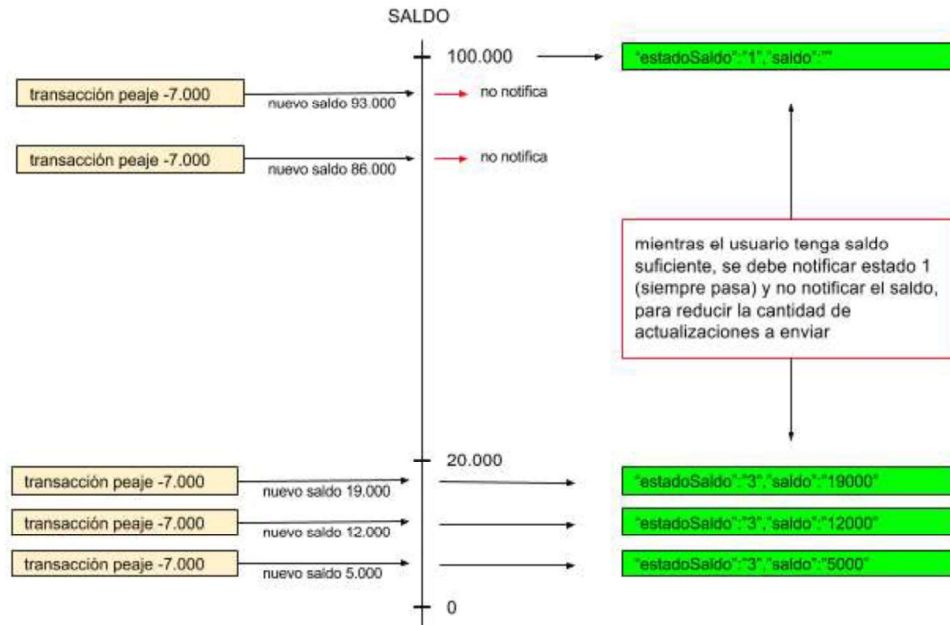 SALDO
100.000
"estadoSaldo":"1","saldo":""
transacción peaje -7.000
nuevo saldo 93.000
no notifica
transacción peaje -7.000
nuevo saldo 86.000
no notifica
mientras el usuario tenga saldo
suficiente, se debe notificar estado 1
(siempre pasa) y no notificar el saldo,
para reducir la cantidad de
actualizaciones a enviar
20.000
transacción peaje -7.000
nuevo saldo 19.000
"estadoSaldo":"3","saldo":"19000"
transacción peaje -7.000
nuevo saldo 12.000
"estadoSaldo":"3","saldo":"12000"
transacción peaje -7.000
nuevo saldo 5.000
"estadoSaldo":"3","saldo":"5000"
0